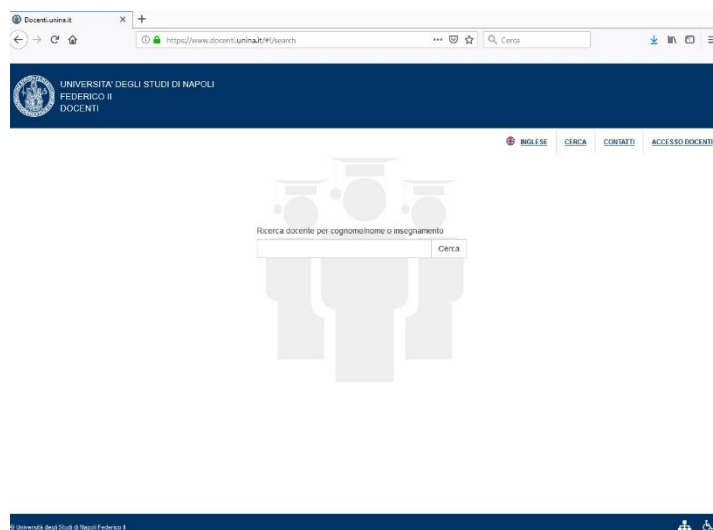 Docenti.unina.it
https://www.docenti.unina.it/#!/search
Cerca
UNIVERSITA' DEGLI STUDI DI NAPOLI
FEDERICO II
DOCENTI
INGLESE CERCA CONTATTI ACCESSO DOCENTI
Ricerca docente per cognome/nome o insegnamento
Cerca
© Università degli Studi di Napoli Federico II